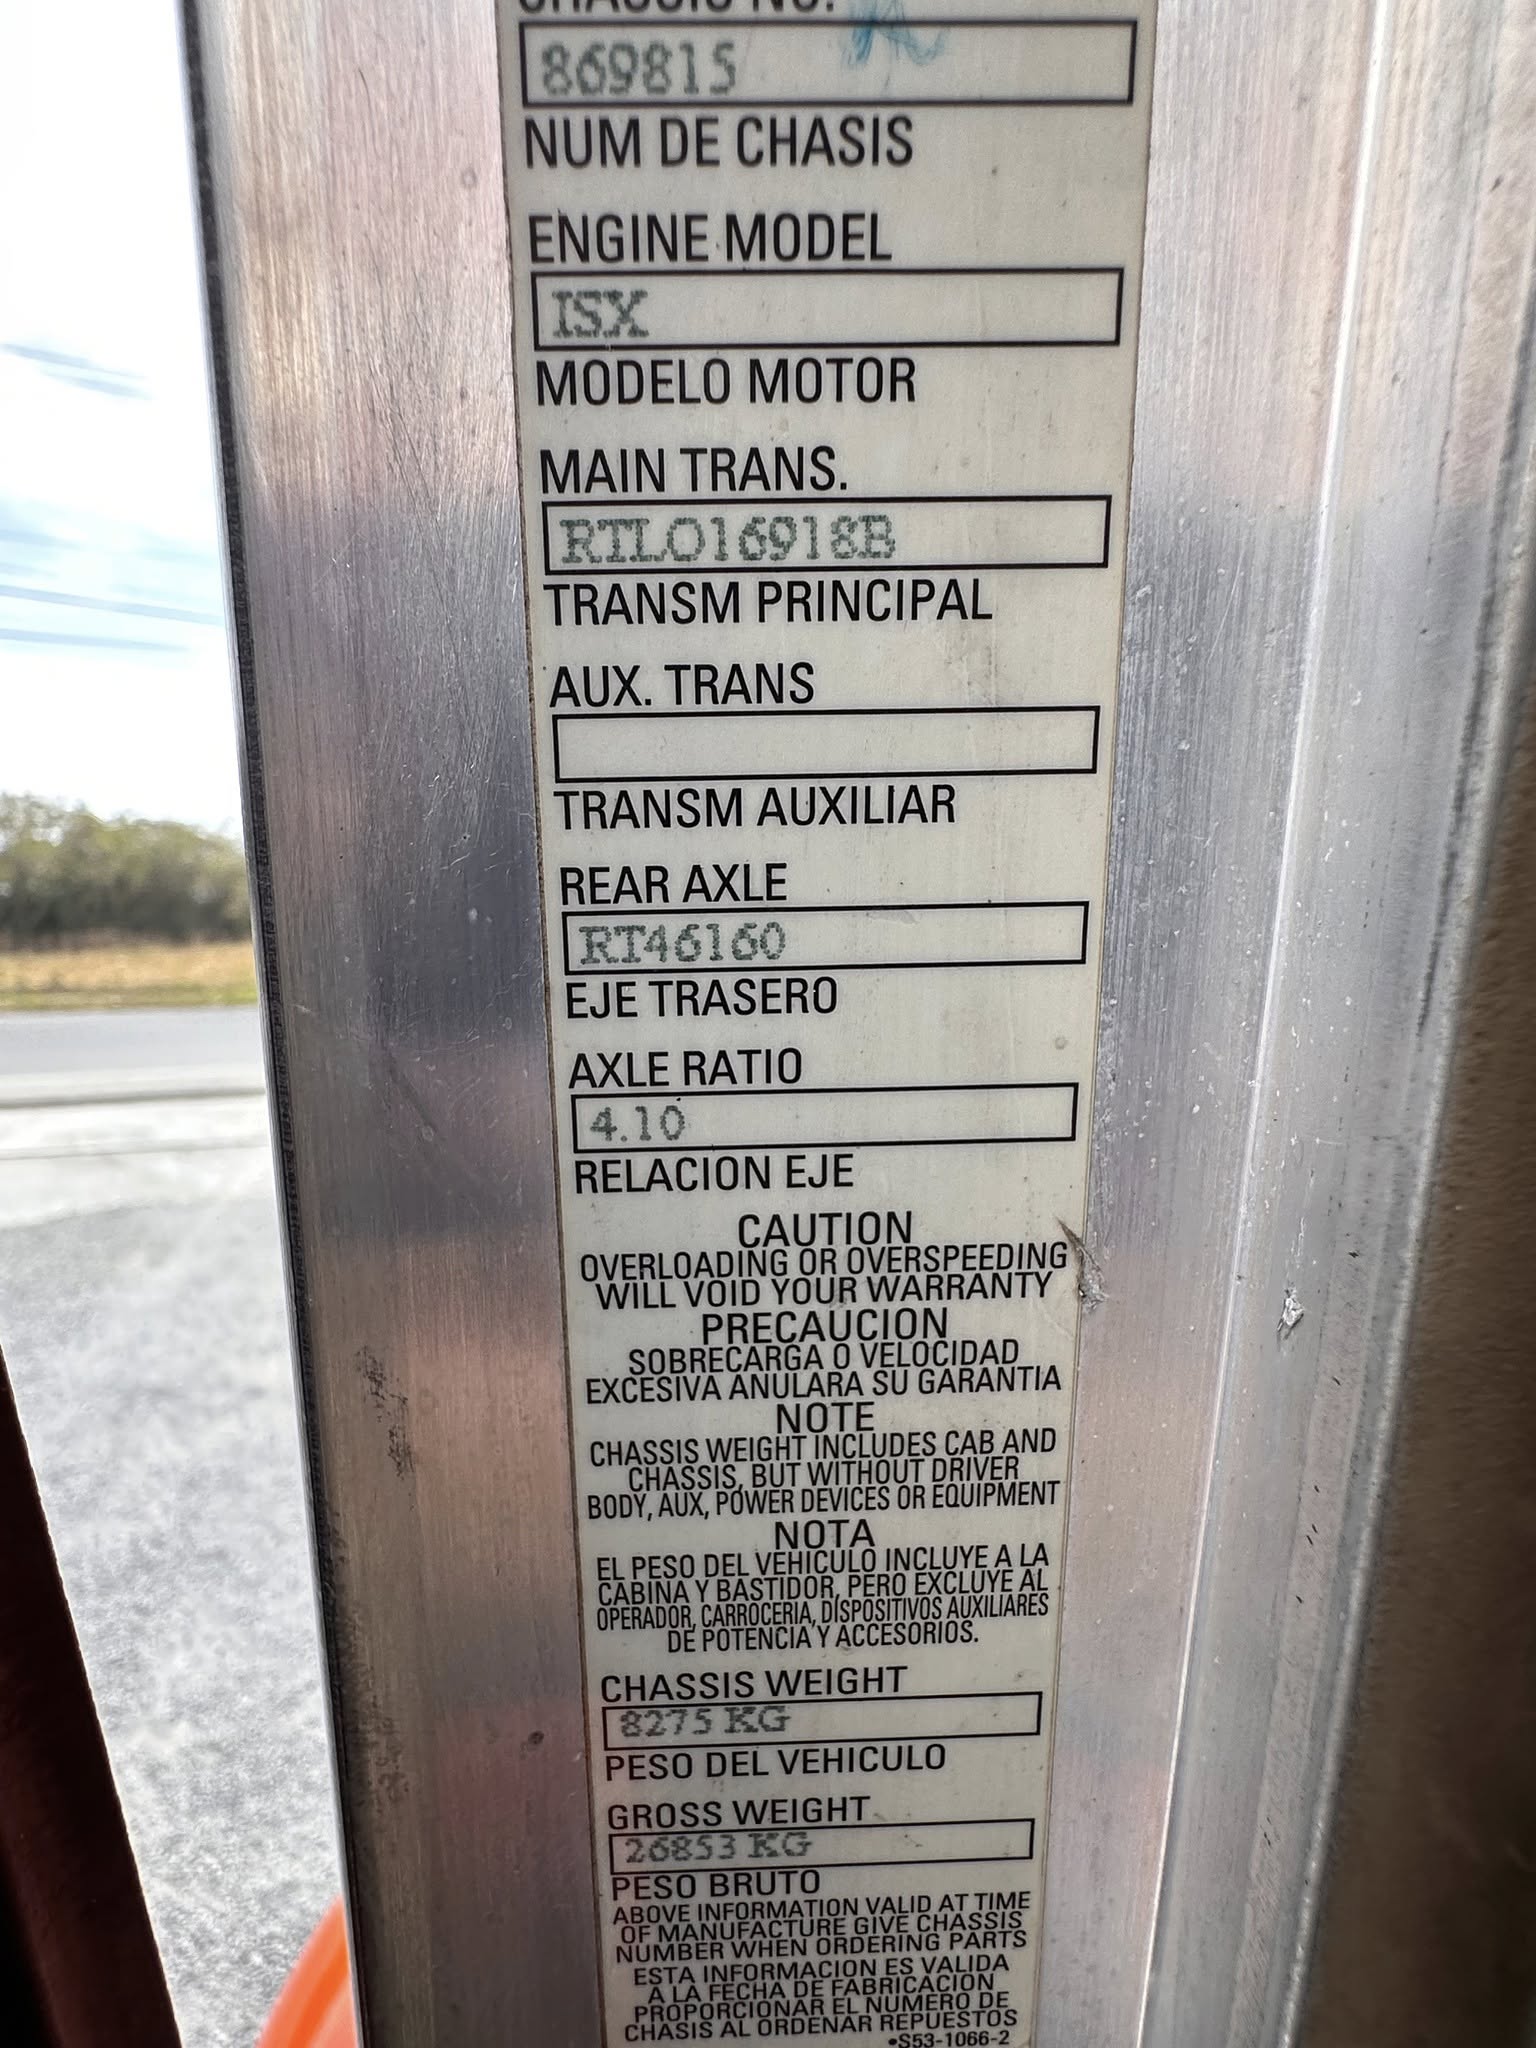 CHASSIS NO.
869815
NUM DE CHASIS
ENGINE MODEL
ISX
MODELO MOTOR
MAIN TRANS.
RTLO16918B
TRANSM PRINCIPAL
AUX. TRANS
TRANSM AUXILIAR
REAR AXLE
RT46160
EJE TRASERO
AXLE RATIO
4.10
RELACION EJE
CAUTION
OVERLOADING OR OVERSPEEDING
WILL VOID YOUR WARRANTY
PRECAUCION
SOBRECARGA O VELOCIDAD
EXCESIVA ANULARA SU GARANTIA
NOTE
CHASSIS WEIGHT INCLUDES CAB AND
CHASSIS, BUT WITHOUT DRIVER
BODY, AUX, POWER DEVICES OR EQUIPMENT
NOTA
EL PESO DEL VEHICULO INCLUYE A LA
CABINA Y BASTIDOR, PERO EXCLUYE AL
OPERADOR, CARROCERIA, DISPOSITIVOS AUXILIARES
DE POTENCIA Y ACCESORIOS.
CHASSIS WEIGHT
8275 KG
PESO DEL VEHICULO
GROSS WEIGHT
26853 KG
PESO BRUTO
ABOVE INFORMATION VALID AT TIME
OF MANUFACTURE GIVE CHASSIS
NUMBER WHEN ORDERING PARTS
ESTA INFORMACION ES VALIDA
A LA FECHA DE FABRICACION
PROPORCIONAR EL NUMERO DE
CHASIS AL ORDENAR REPUESTOS
•S53-1066-2